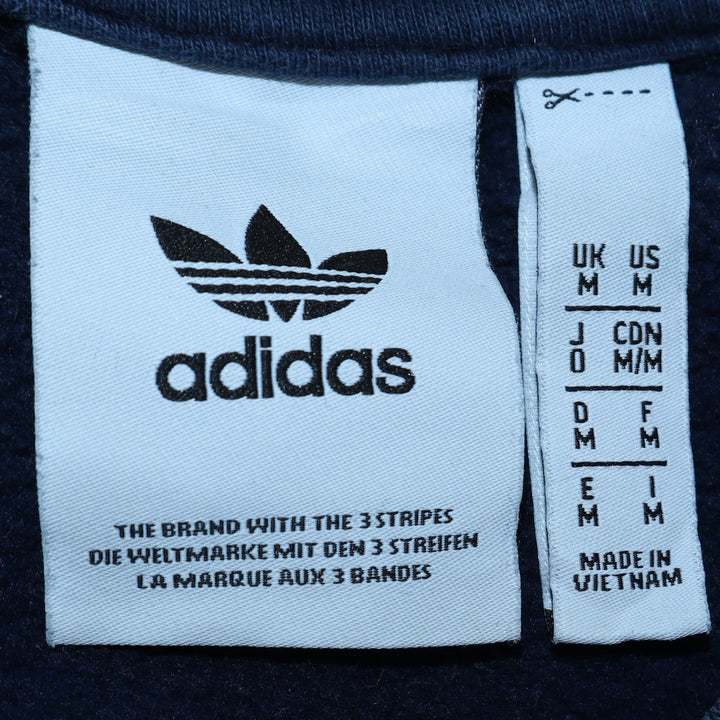 adidas
THE BRAND WITH THE 3 STRIPES
DIE WELTMARKE MIT DEN 3 STREIFEN
LA MARQUE AUX 3 BANDES
UK US
M M
J CDN
O M/M
D F
M M
E I
M M
MADE IN
VIETNAM